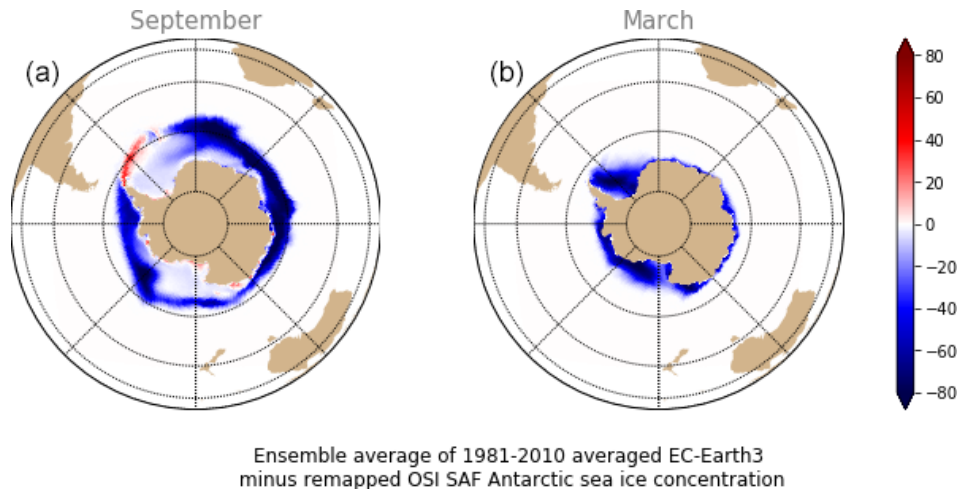 September
March
(a)
(b)
80
60
40
20
0
−20
−40
−60
−80
Ensemble average of 1981-2010 averaged EC-Earth3
minus remapped OSI SAF Antarctic sea ice concentration